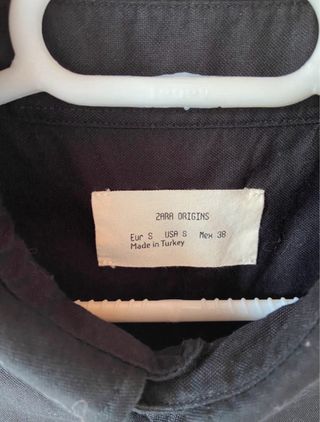 ZARA ORIGINS
Eur S USA S Mex 38
Made in Turkey